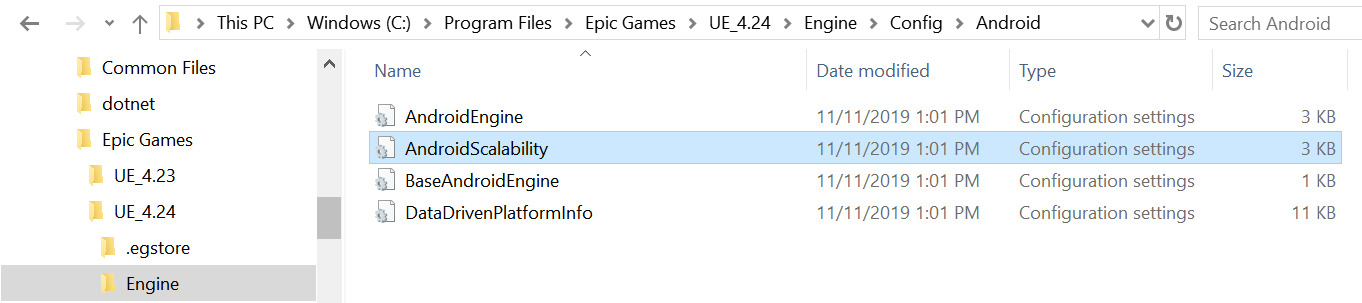 This PC > Windows (C:) > Program Files > Epic Games > UE_4.24 > Engine > Config > Android
Search Android
Common Files
dotnet
Epic Games
UE_4.23
UE_4.24
.egstore
Engine
Name Date modified Type Size
AndroidEngine 11/11/2019 1:01 PM Configuration settings 3 KB
AndroidScalability 11/11/2019 1:01 PM Configuration settings 3 KB
BaseAndroidEngine 11/11/2019 1:01 PM Configuration settings 1 KB
DataDrivenPlatformInfo 11/11/2019 1:01 PM Configuration settings 11 KB